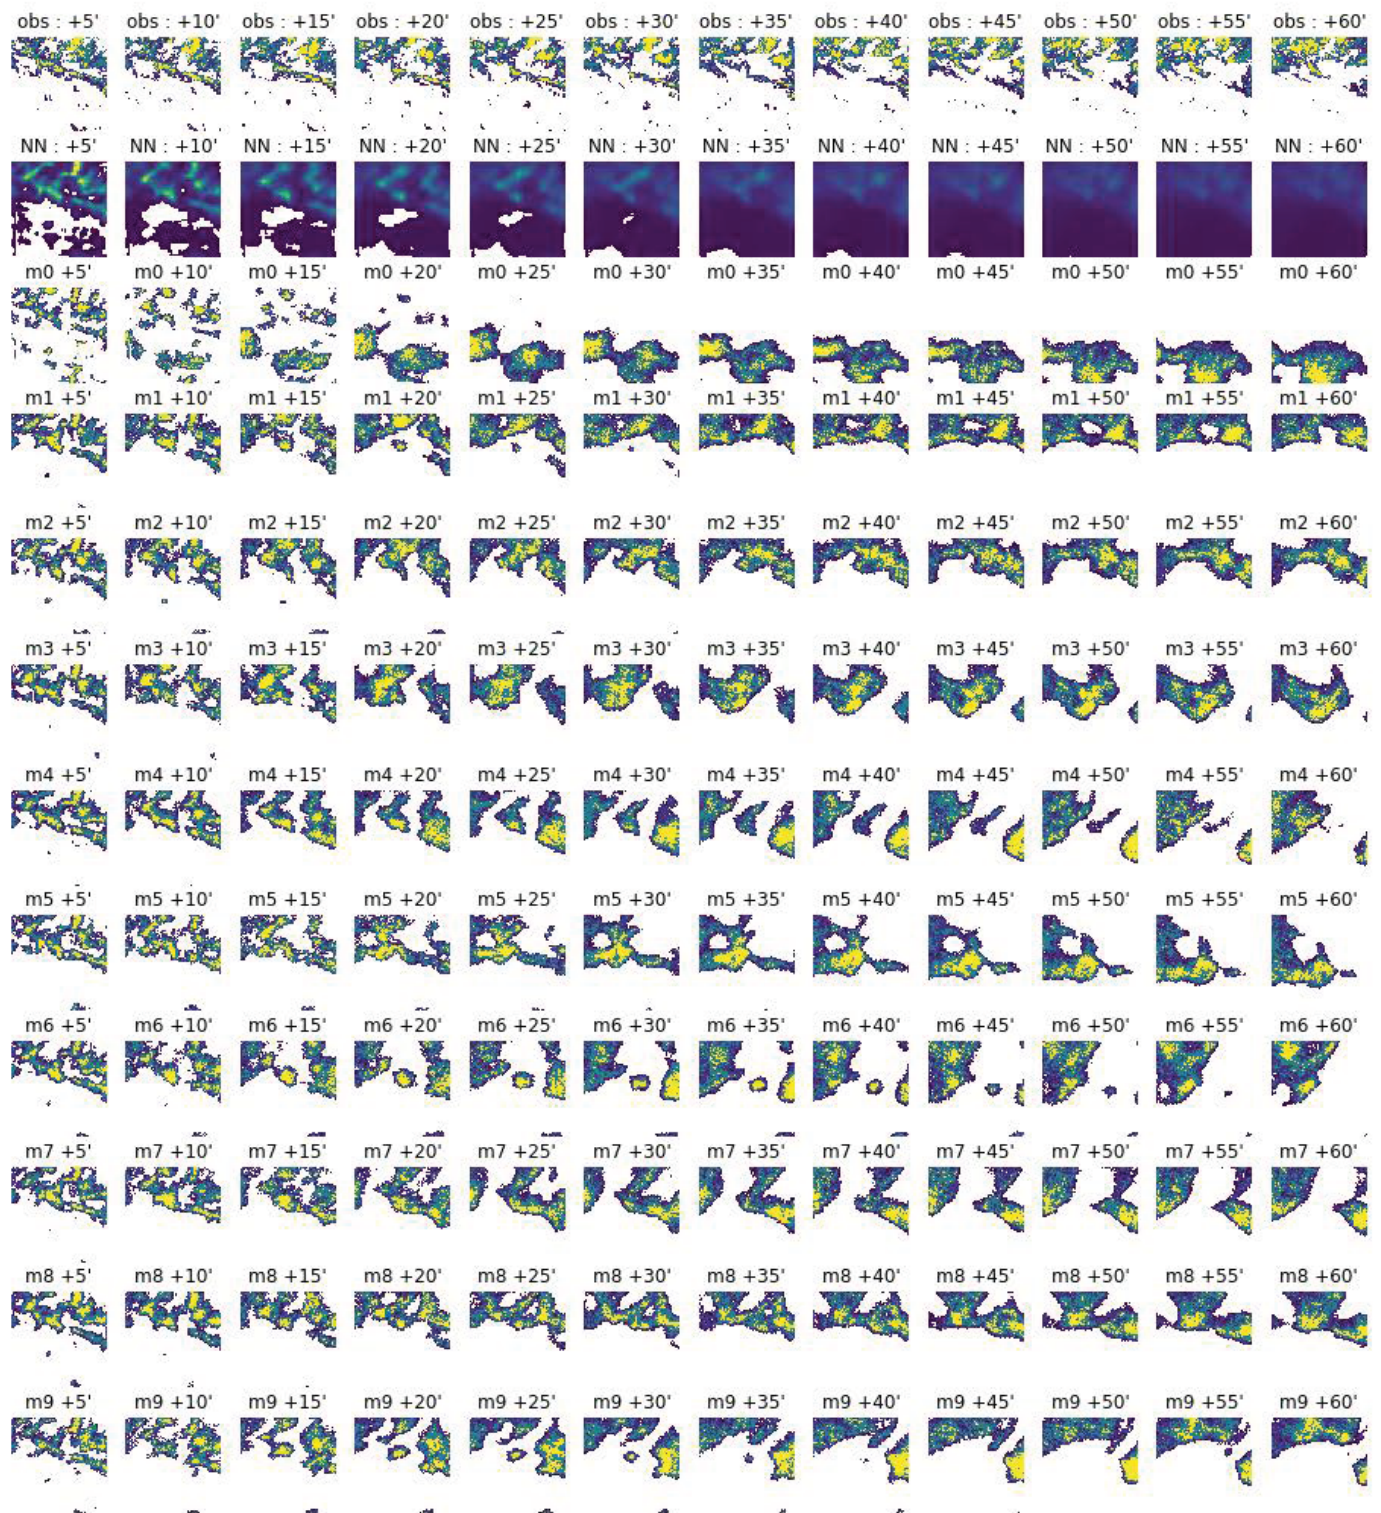 obs : +5' obs : +10' obs : +15' obs : +20' obs : +25' obs : +30' obs : +35' obs : +40' obs : +45' obs : +50' obs : +55' obs : +60'
NN : +5' NN : +10' NN : +15' NN : +20' NN : +25' NN : +30' NN : +35' NN : +40' NN : +45' NN : +50' NN : +55' NN : +60'
m0 +5' m0 +10' m0 +15' m0 +20' m0 +25' m0 +30' m0 +35' m0 +40' m0 +45' m0 +50' m0 +55' m0 +60'
m1 +5' m1 +10' m1 +15' m1 +20' m1 +25' m1 +30' m1 +35' m1 +40' m1 +45' m1 +50' m1 +55' m1 +60'
m2 +5' m2 +10' m2 +15' m2 +20' m2 +25' m2 +30' m2 +35' m2 +40' m2 +45' m2 +50' m2 +55' m2 +60'
m3 +5' m3 +10' m3 +15' m3 +20' m3 +25' m3 +30' m3 +35' m3 +40' m3 +45' m3 +50' m3 +55' m3 +60'
m4 +5' m4 +10' m4 +15' m4 +20' m4 +25' m4 +30' m4 +35' m4 +40' m4 +45' m4 +50' m4 +55' m4 +60'
m5 +5' m5 +10' m5 +15' m5 +20' m5 +25' m5 +30' m5 +35' m5 +40' m5 +45' m5 +50' m5 +55' m5 +60'
m6 +5' m6 +10' m6 +15' m6 +20' m6 +25' m6 +30' m6 +35' m6 +40' m6 +45' m6 +50' m6 +55' m6 +60'
m7 +5' m7 +10' m7 +15' m7 +20' m7 +25' m7 +30' m7 +35' m7 +40' m7 +45' m7 +50' m7 +55' m7 +60'
m8 +5' m8 +10' m8 +15' m8 +20' m8 +25' m8 +30' m8 +35' m8 +40' m8 +45' m8 +50' m8 +55' m8 +60'
m9 +5' m9 +10' m9 +15' m9 +20' m9 +25' m9 +30' m9 +35' m9 +40' m9 +45' m9 +50' m9 +55' m9 +60'